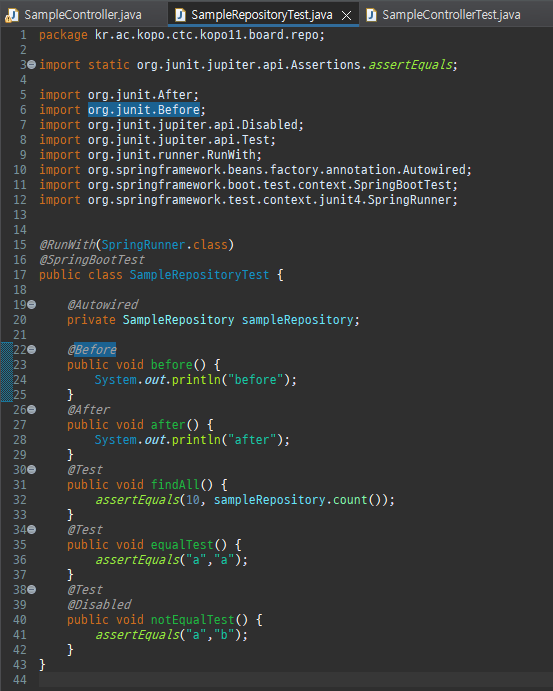 SampleController.java SampleRepositoryTest.java SampleControllerTest.java
1 package kr.ac.kopo.ctc.kopo11.board.repo;
2
3 import static org.junit.jupiter.api.Assertions.assertEquals;
4
5 import org.junit.After;
6 import org.junit.Before;
7 import org.junit.jupiter.api.Disabled;
8 import org.junit.jupiter.api.Test;
9 import org.junit.runner.RunWith;
10 import org.springframework.beans.factory.annotation.Autowired;
11 import org.springframework.boot.test.context.SpringBootTest;
12 import org.springframework.test.context.junit4.SpringRunner;
13
14
15 @RunWith(SpringRunner.class)
16 @SpringBootTest
17 public class SampleRepositoryTest {
18
19 @Autowired
20 private SampleRepository sampleRepository;
21
22 @Before
23 public void before() {
24 System.out.println("before");
25 }
26 @After
27 public void after() {
28 System.out.println("after");
29 }
30 @Test
31 public void findAll() {
32 assertEquals(10, sampleRepository.count());
33 }
34 @Test
35 public void equalTest() {
36 assertEquals("a","a");
37 }
38 @Test
39 @Disabled
40 public void notEqualTest() {
41 assertEquals("a","b");
42 }
43 }
44